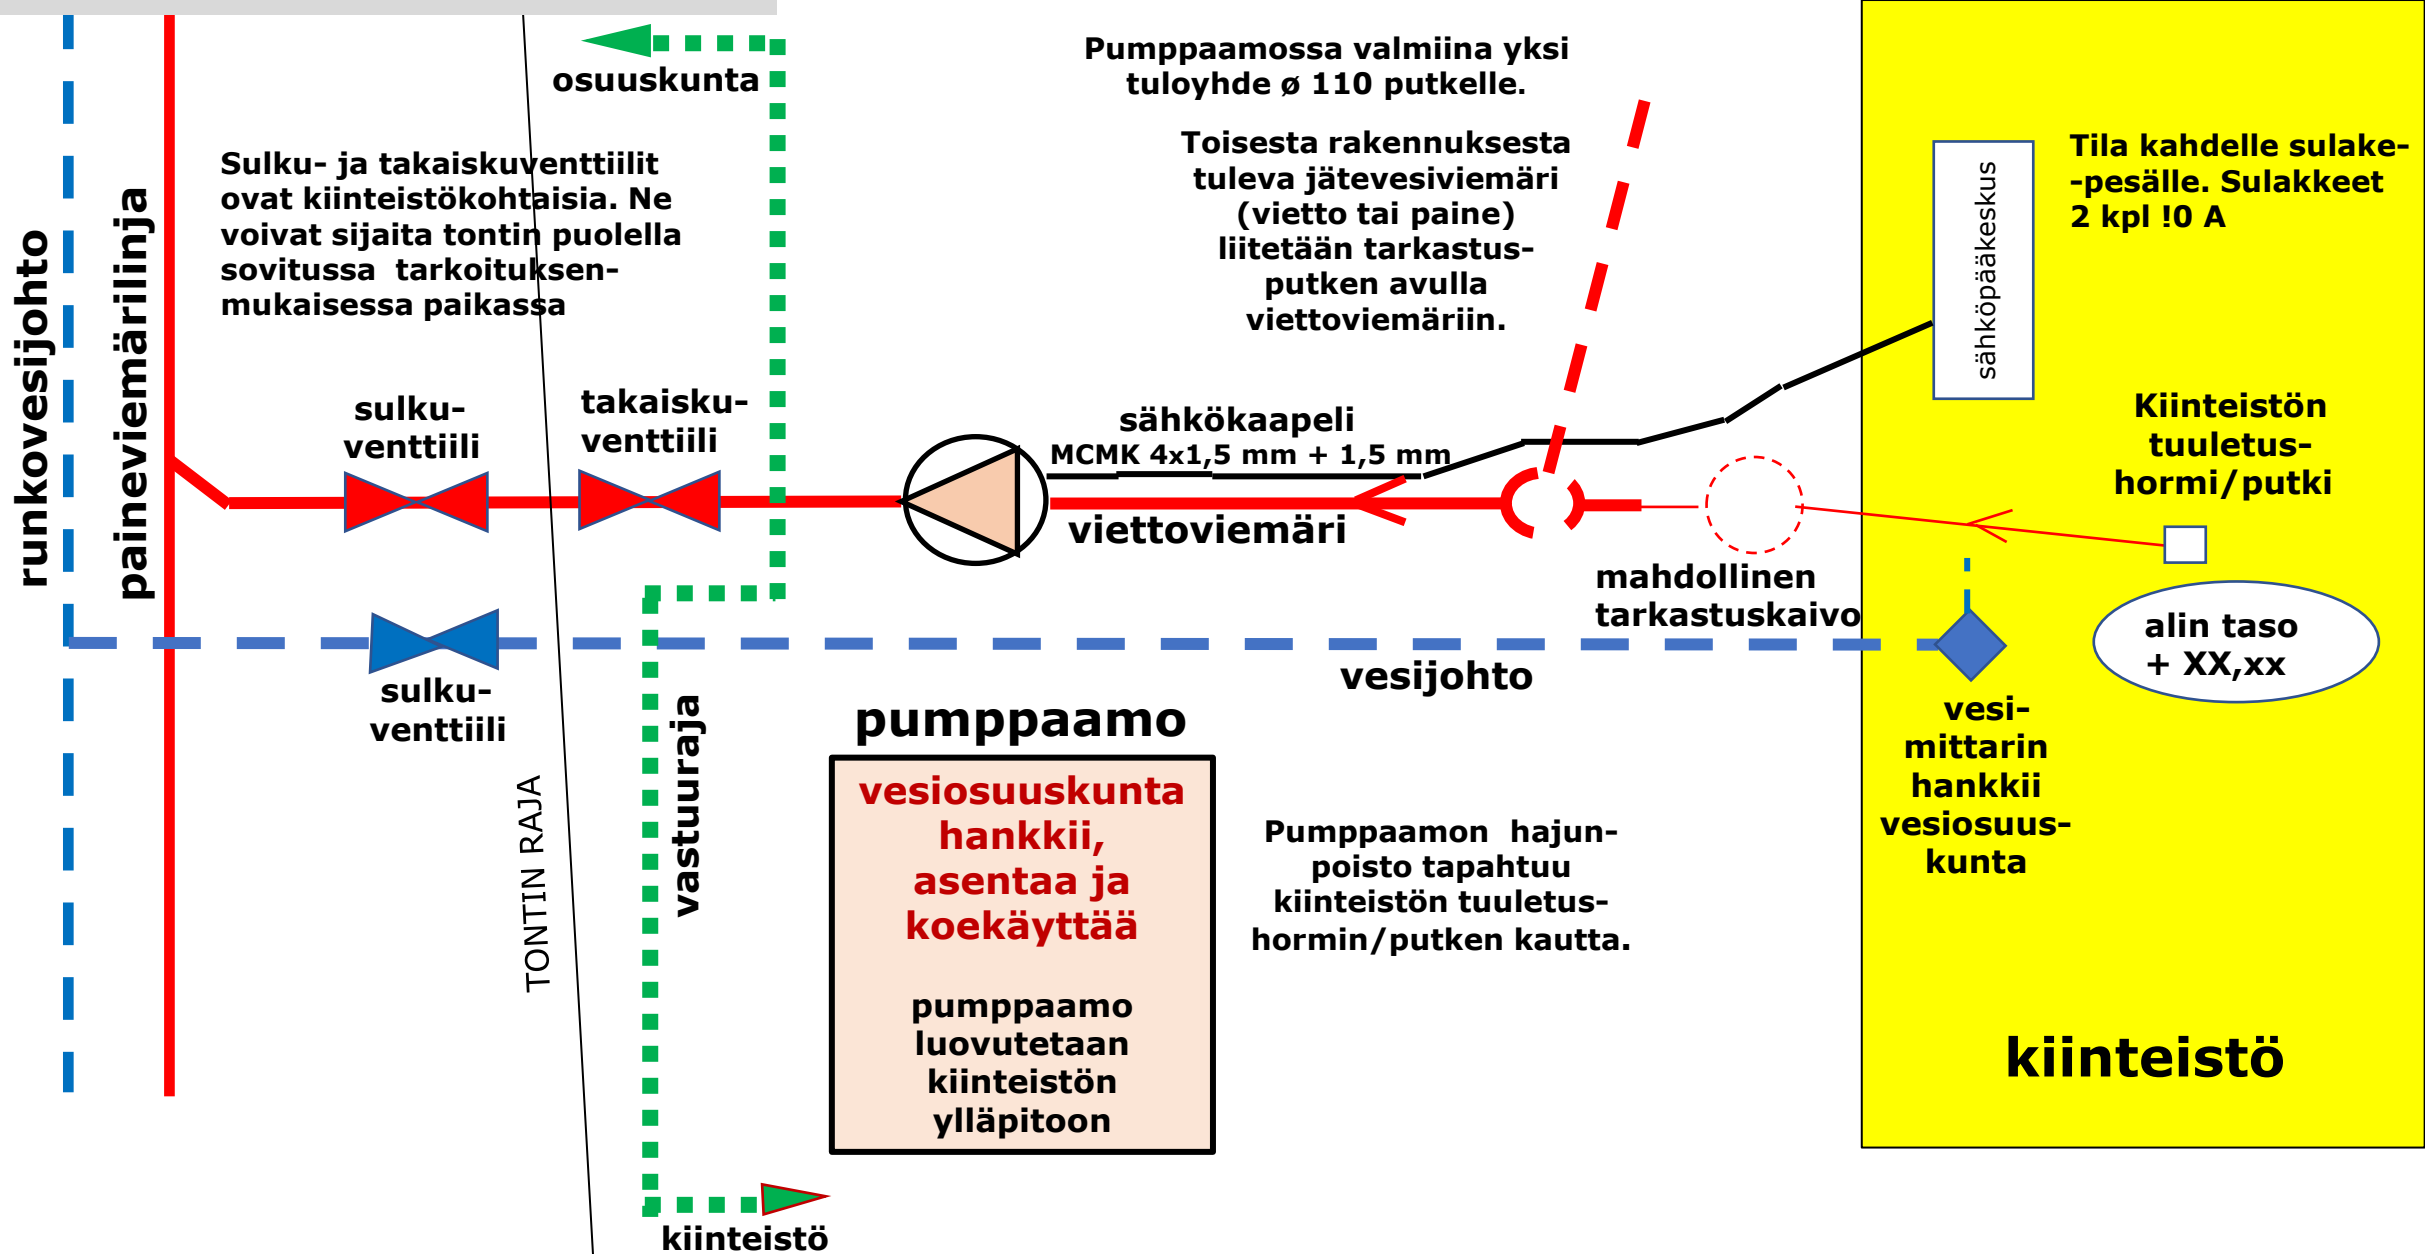 osuuskunta
Pumppaamossa valmiina yksi
tuloyhde ø 110 putkelle.
Toisesta rakennuksesta
tuleva jätevesiviemäri
(vietto tai paine)
liitetään tarkastus-
putken avulla
viettoviemäriin.
Sulku- ja takaiskuventtiilit
ovat kiinteistökohtaisia. Ne
voivat sijaita tontin puolella
sovitussa tarkoituksen-
mukaisessa paikassa
runkovesijohto
paineviemärilinja
sähköpääkeskus
Tila kahdelle sulake-
-pesälle. Sulakkeet
2 kpl !0 A
sulku-
venttiili
takaisku-
venttiili
sähkökaapeli
MCMK 4x1,5 mm + 1,5 mm
viettoviemäri
Kiinteistön
tuuletus-
hormi/putki
mahdollinen
tarkastuskaivo
alin taso
+ XX,xx
sulku-
venttiili
vesijohto
vesi-
mittarin
hankkii
vesiosuus-
kunta
TONTIN RAJA
vastuuraja
pumppaamo
vesiosuuskunta
hankkii,
asentaa ja
koekäyttää
pumppaamo
luovutetaan
kiinteistön
ylläpitoon
Pumppaamon hajun-
poisto tapahtuu
kiinteistön tuuletus-
hormin/putken kautta.
kiinteistö
kiinteistö